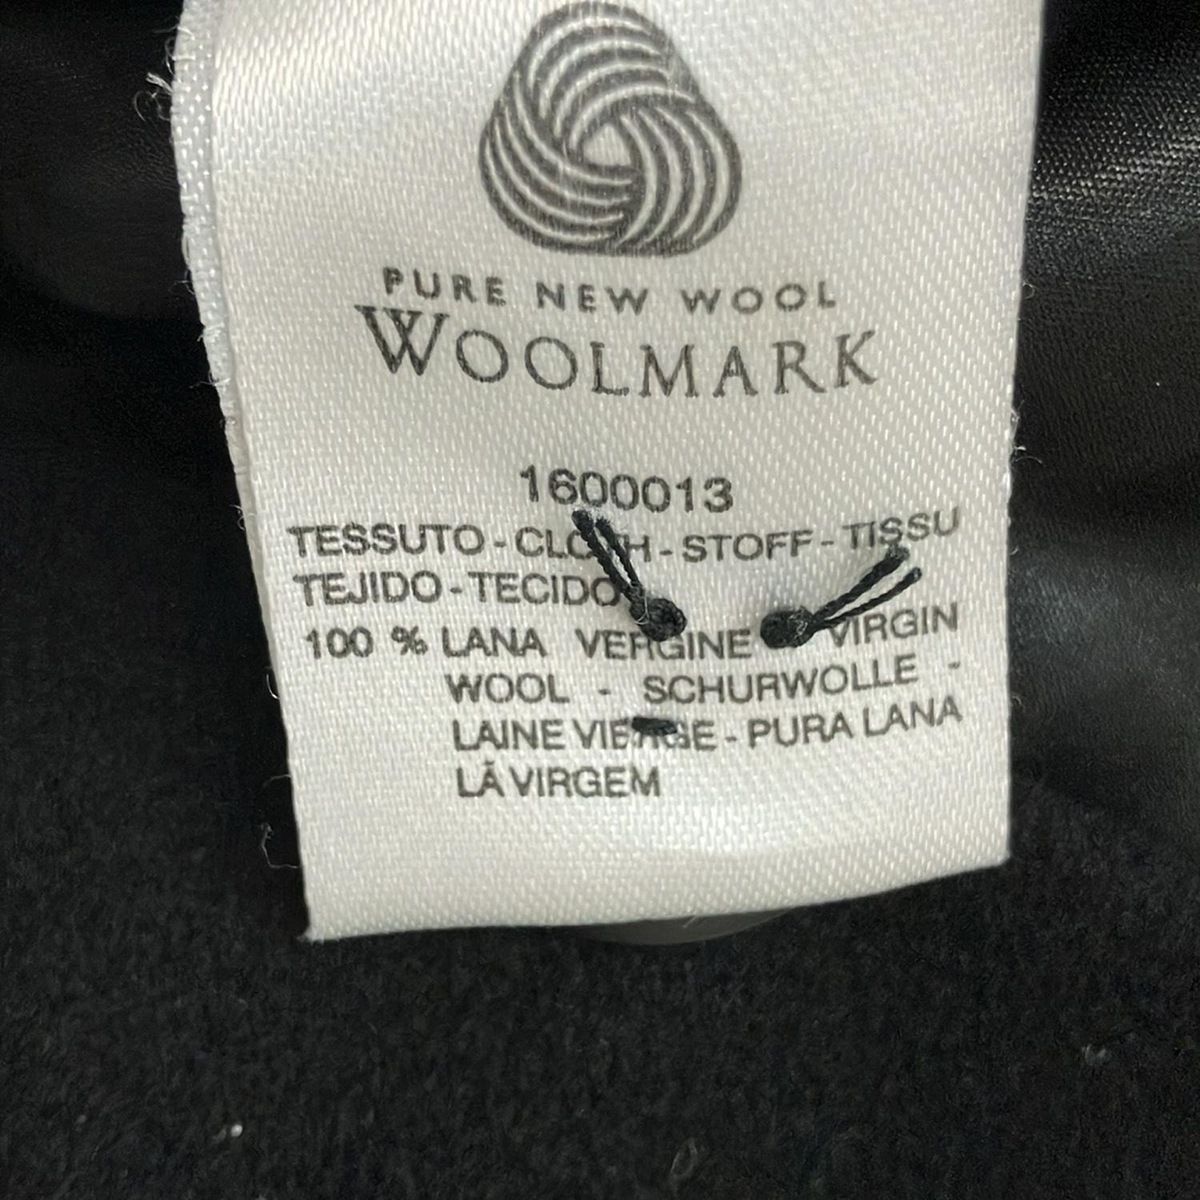 PURE NEW WOOL
WOOLMARK
1600013
TESSUTO - CLOTH - STOFF - TISSU
TEJIDO - TECIDO
100 % LANA VERGINE VIRGIN
WOOL - SCHURWOLLE -
LAINE VIERGE - PURA LANA
LÃ VIRGEM